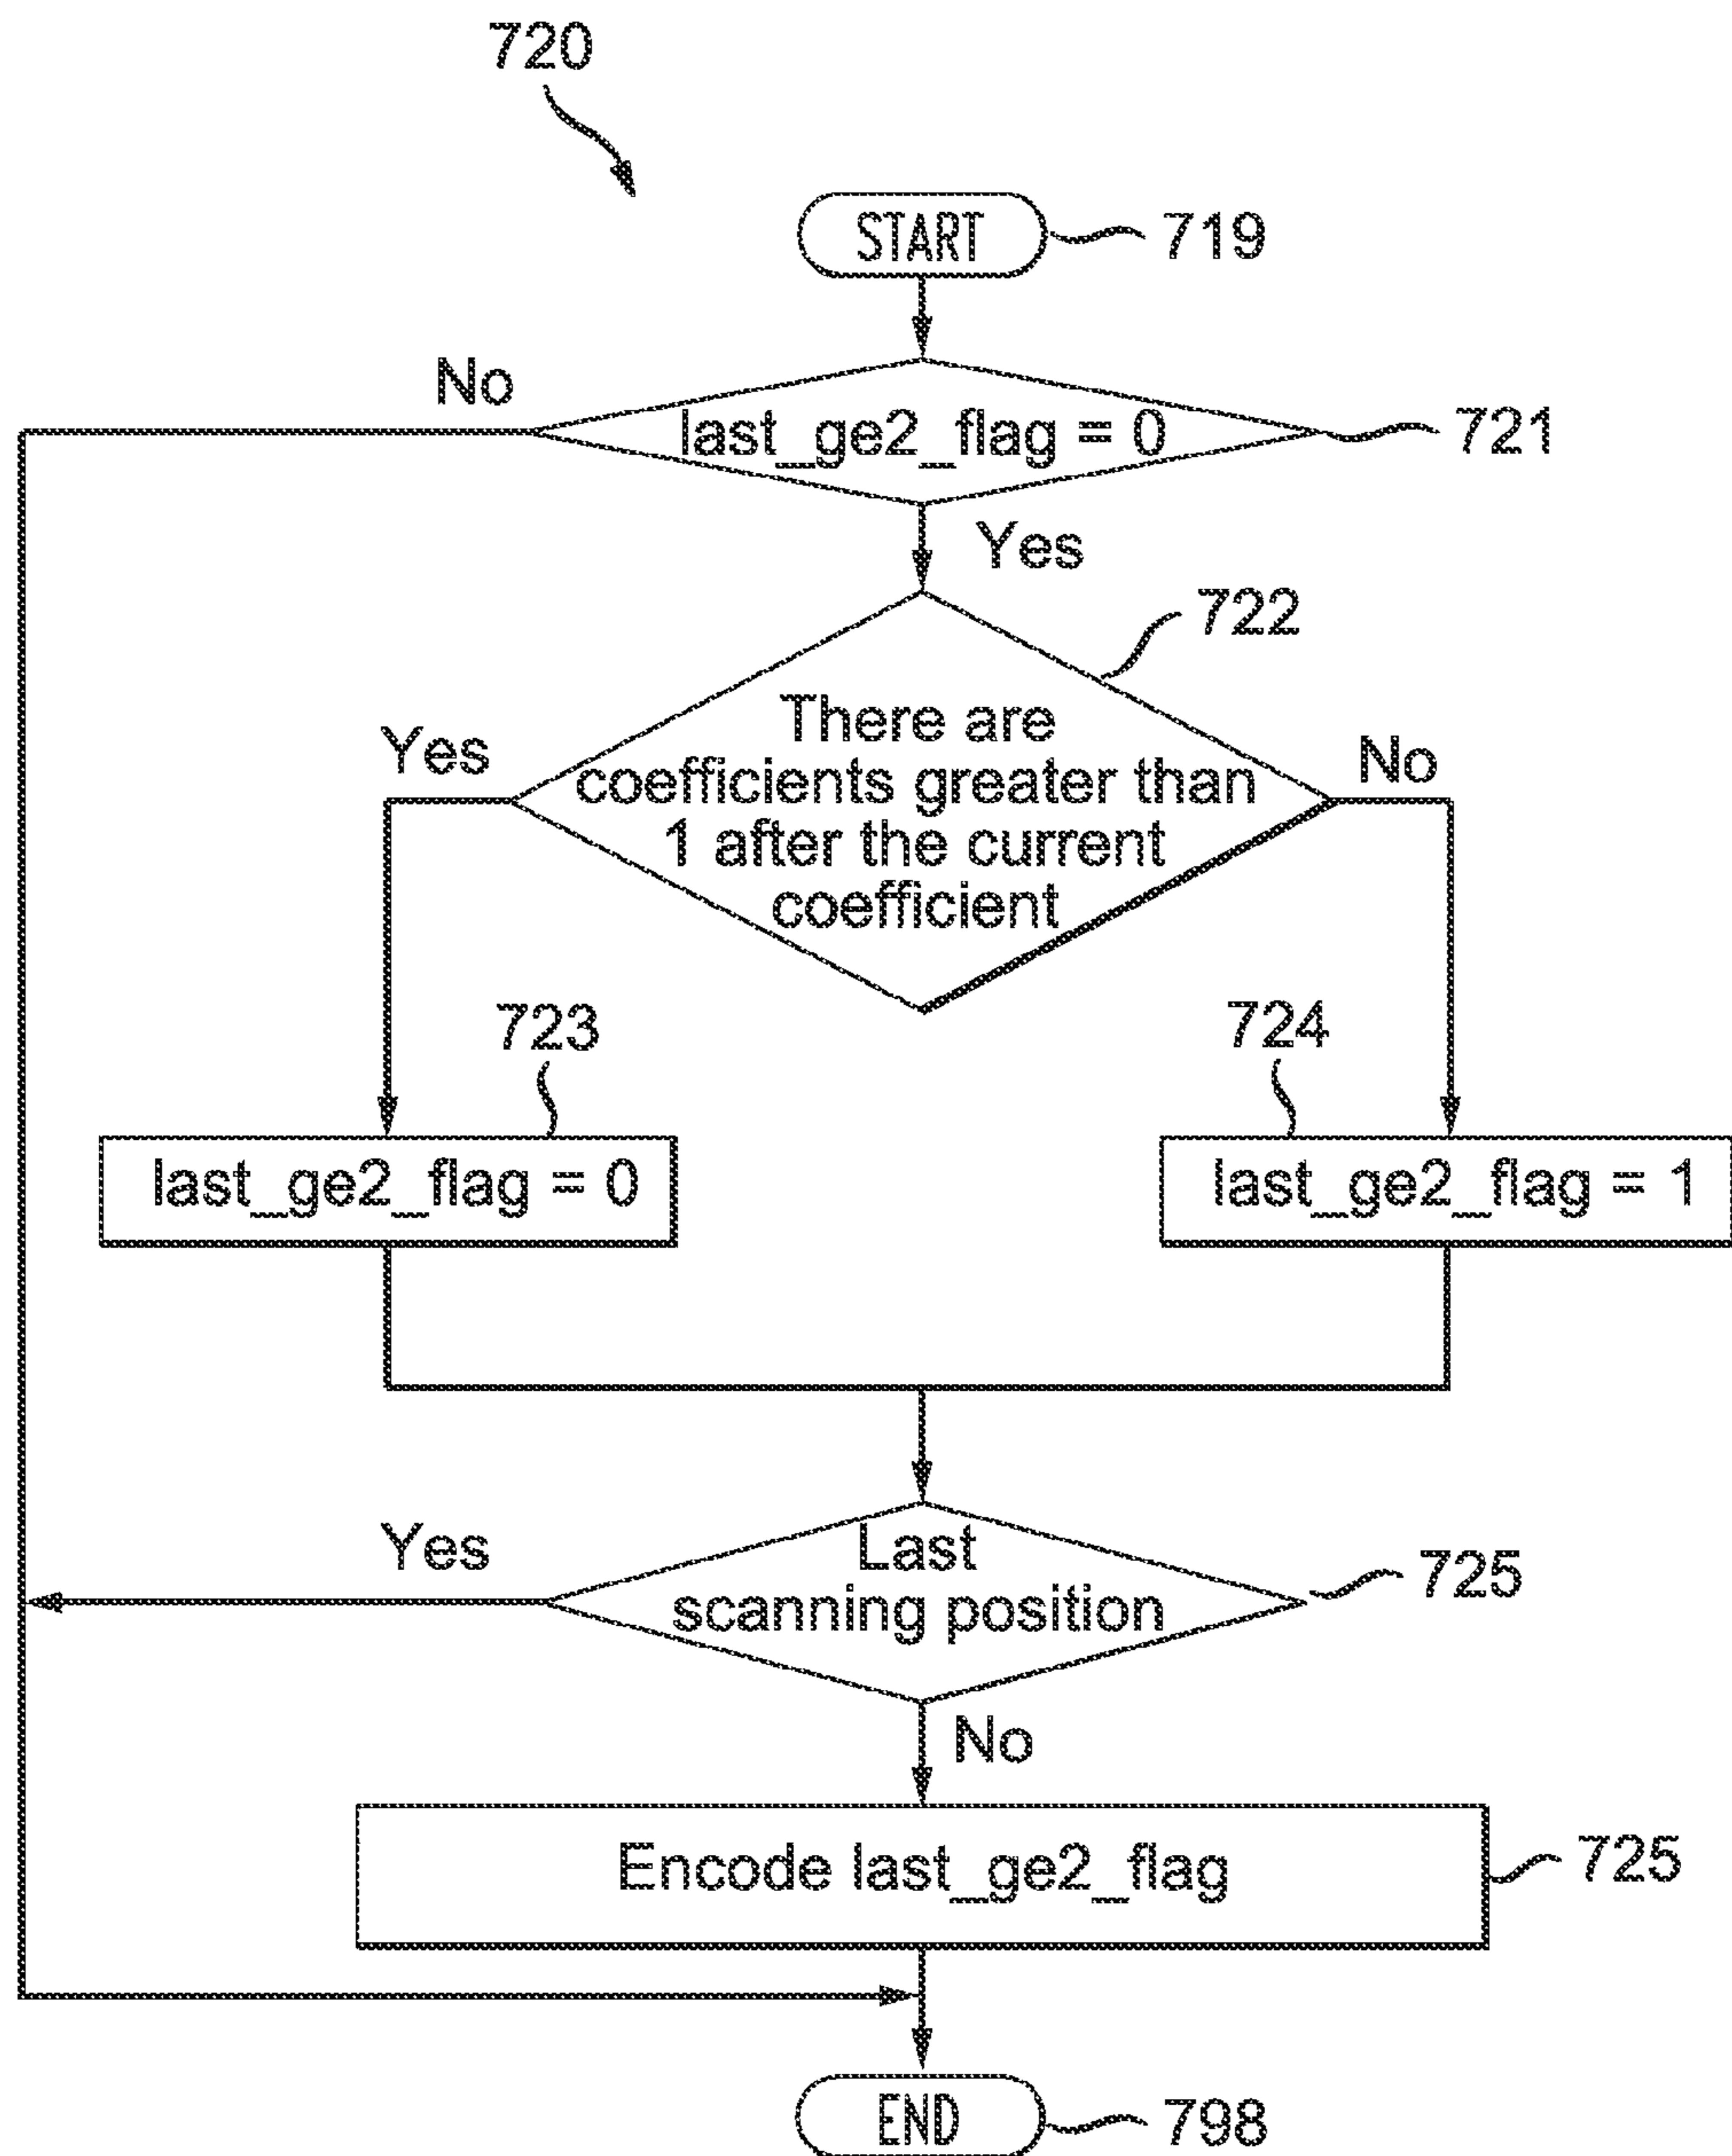 720
START
719
No
last_ge2_flag = 0
721
Yes
722
There are
coefficients greater than
1 after the current
coefficient
Yes
No
723
724
last_ge2_flag = 0
last_ge2_flag = 1
Last
scanning position
Yes
725
No
Encode last_ge2_flag
725
END
798